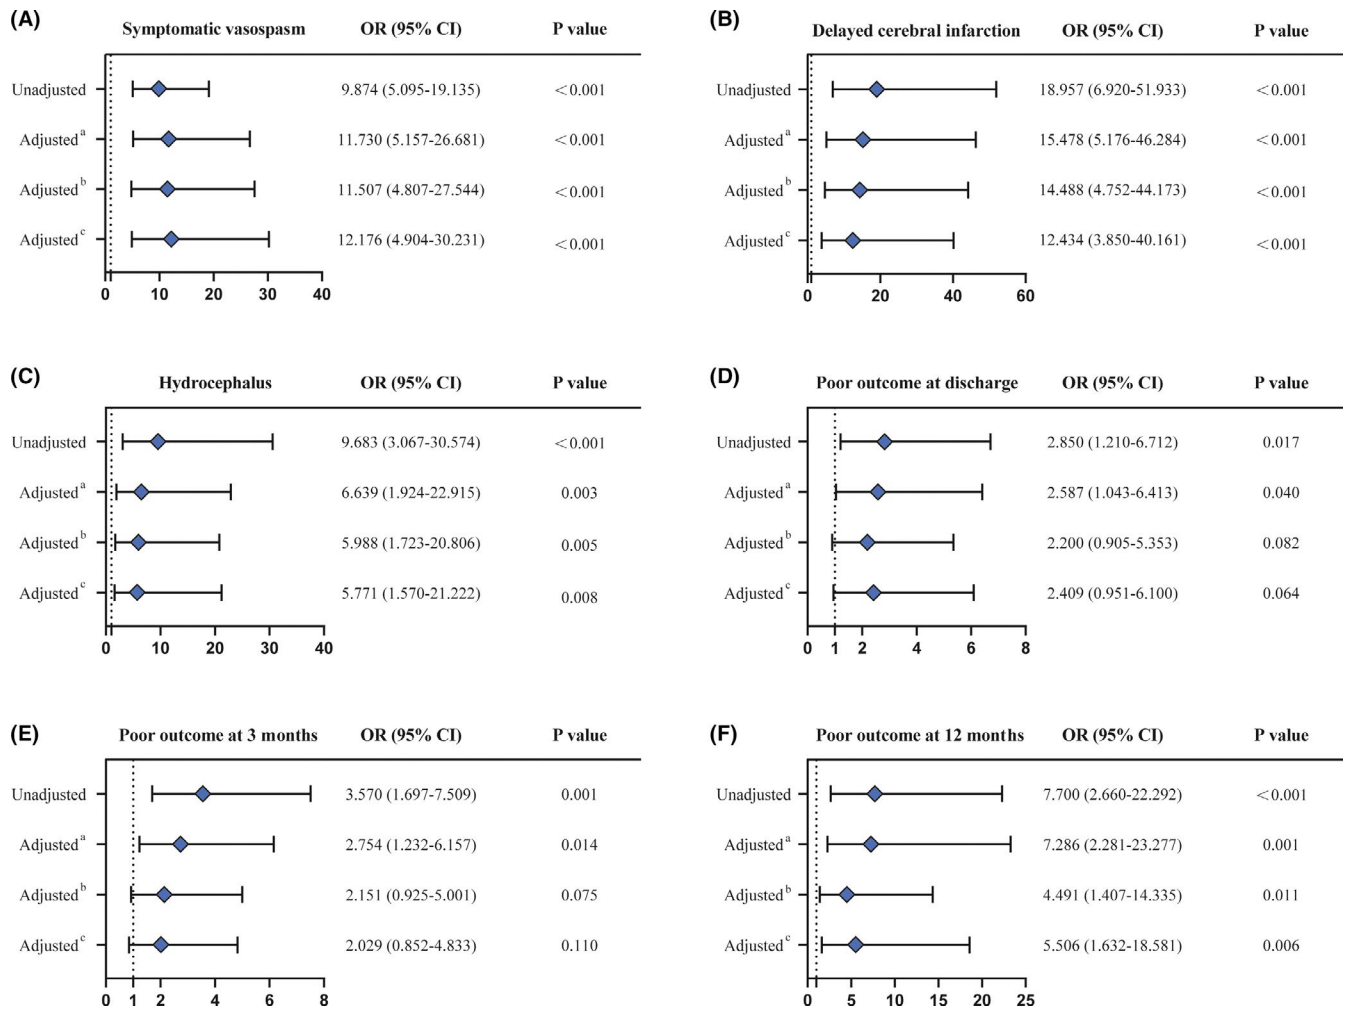 (A) Symptomatic vasospasm OR (95% CI) P value
Unadjusted 9.874 (5.095-19.135) <0.001
Adjusted a 11.730 (5.157-26.681) <0.001
Adjusted b 11.507 (4.807-27.544) <0.001
Adjusted c 12.176 (4.904-30.231) <0.001
0 10 20 30 40
(B) Delayed cerebral infarction OR (95% CI) P value
Unadjusted 18.957 (6.920-51.933) <0.001
Adjusted a 15.478 (5.176-46.284) <0.001
Adjusted b 14.488 (4.752-44.173) <0.001
Adjusted c 12.434 (3.850-40.161) <0.001
0 20 40 60
(C) Hydrocephalus OR (95% CI) P value
Unadjusted 9.683 (3.067-30.574) <0.001
Adjusted a 6.639 (1.924-22.915) 0.003
Adjusted b 5.988 (1.723-20.806) 0.005
Adjusted c 5.771 (1.570-21.222) 0.008
0 10 20 30 40
(D) Poor outcome at discharge OR (95% CI) P value
Unadjusted 2.850 (1.210-6.712) 0.017
Adjusted a 2.587 (1.043-6.413) 0.040
Adjusted b 2.200 (0.905-5.353) 0.082
Adjusted c 2.409 (0.951-6.100) 0.064
0 1 2 4 6 8
(E) Poor outcome at 3 months OR (95% CI) P value
Unadjusted 3.570 (1.697-7.509) 0.001
Adjusted a 2.754 (1.232-6.157) 0.014
Adjusted b 2.151 (0.925-5.001) 0.075
Adjusted c 2.029 (0.852-4.833) 0.110
0 1 2 4 6 8
(F) Poor outcome at 12 months OR (95% CI) P value
Unadjusted 7.700 (2.660-22.292) <0.001
Adjusted a 7.286 (2.281-23.277) 0.001
Adjusted b 4.491 (1.407-14.335) 0.011
Adjusted c 5.506 (1.632-18.581) 0.006
0 1 5 10 15 20 25